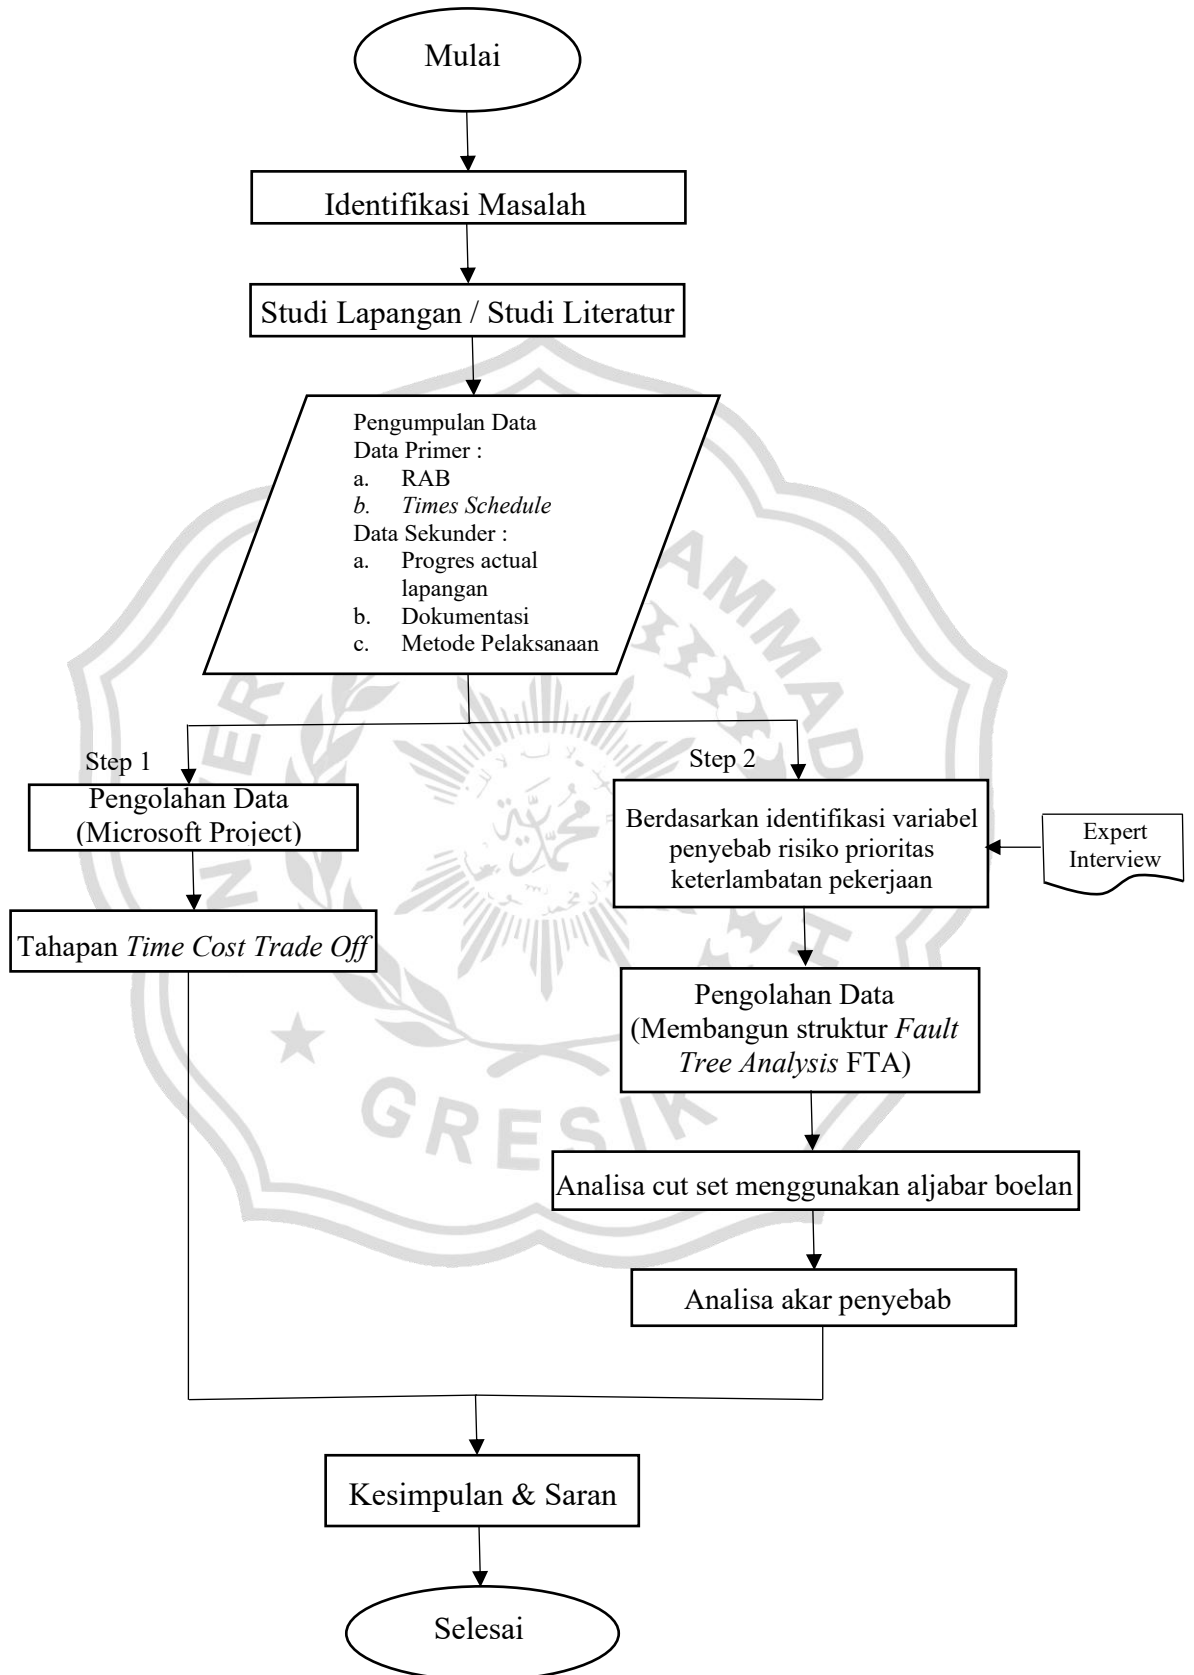 Mulai
Identifikasi Masalah
Studi Lapangan / Studi Literatur
Pengumpulan Data
Data Primer :
a. RAB
b. Times Schedule
Data Sekunder :
a. Progres actual
lapangan
b. Dokumentasi
c. Metode Pelaksanaan
Step 1
Pengolahan Data
(Microsoft Project)
Tahapan Time Cost Trade Off
Step 2
Berdasarkan identifikasi variabel
penyebab risiko prioritas
keterlambatan pekerjaan
Expert
Interview
Pengolahan Data
(Membangun struktur Fault
Tree Analysis FTA)
Analisa cut set menggunakan aljabar boelan
Analisa akar penyebab
Kesimpulan & Saran
Selesai
GRESIK